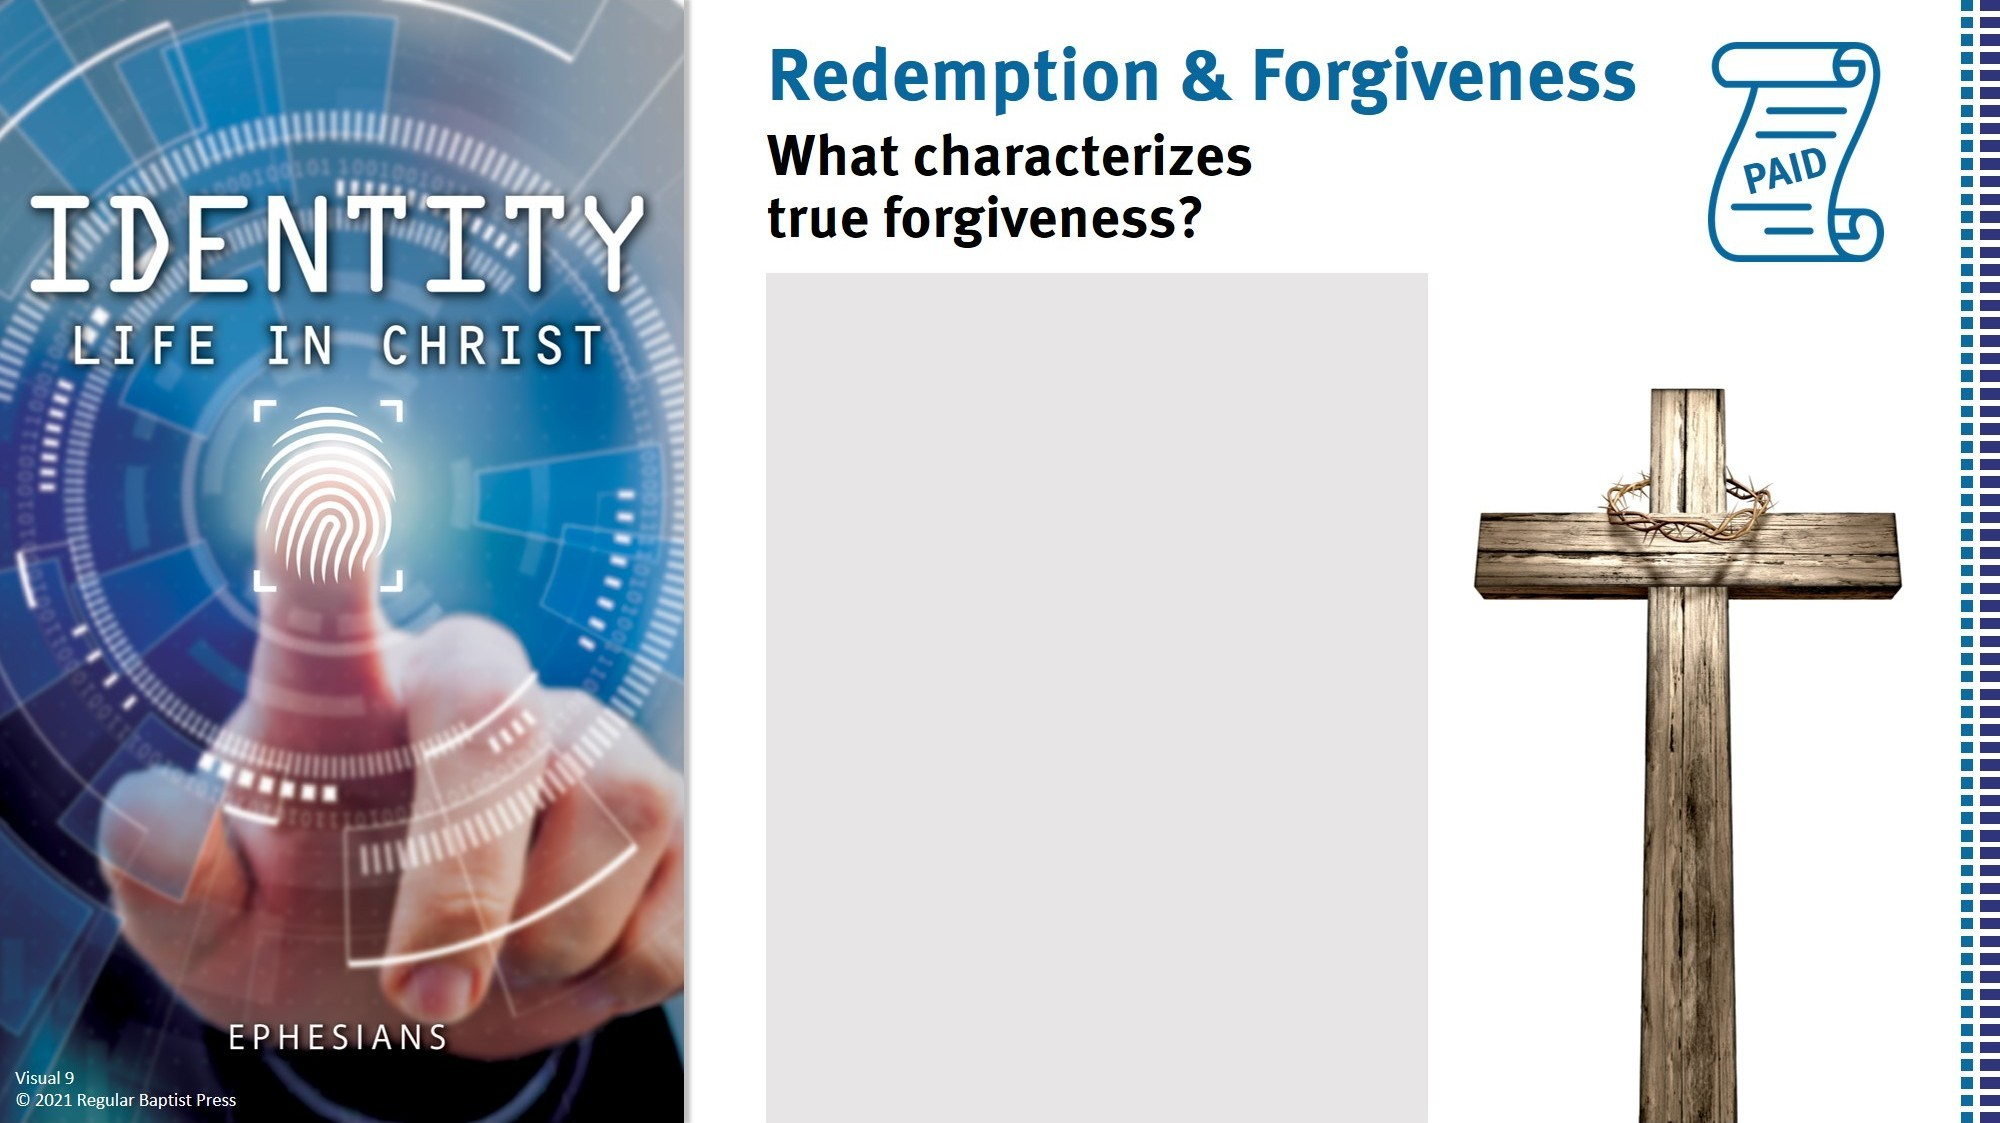 IDENTITY
LIFE IN CHRIST
EPHESIANS
Visual 9
© 2021 Regular Baptist Press
Redemption & Forgiveness
What characterizes
true forgiveness?
PAID